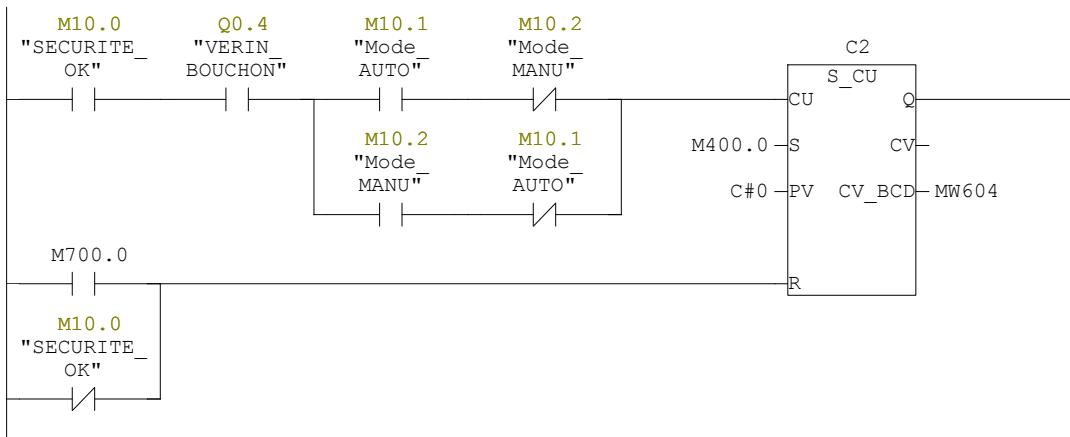 M10.0 Q0.4 M10.1 M10.2
"SECURITE_ "VERIN_ "Mode_ "Mode_ C2
OK" BOUCHON" AUTO" MANU" S_CU
CU Q
M10.2 M10.1
"Mode_ "Mode_ M400.0 S CV
MANU" AUTO" C#0 PV CV_BCD MW604
M700.0
R
M10.0
"SECURITE_
OK"